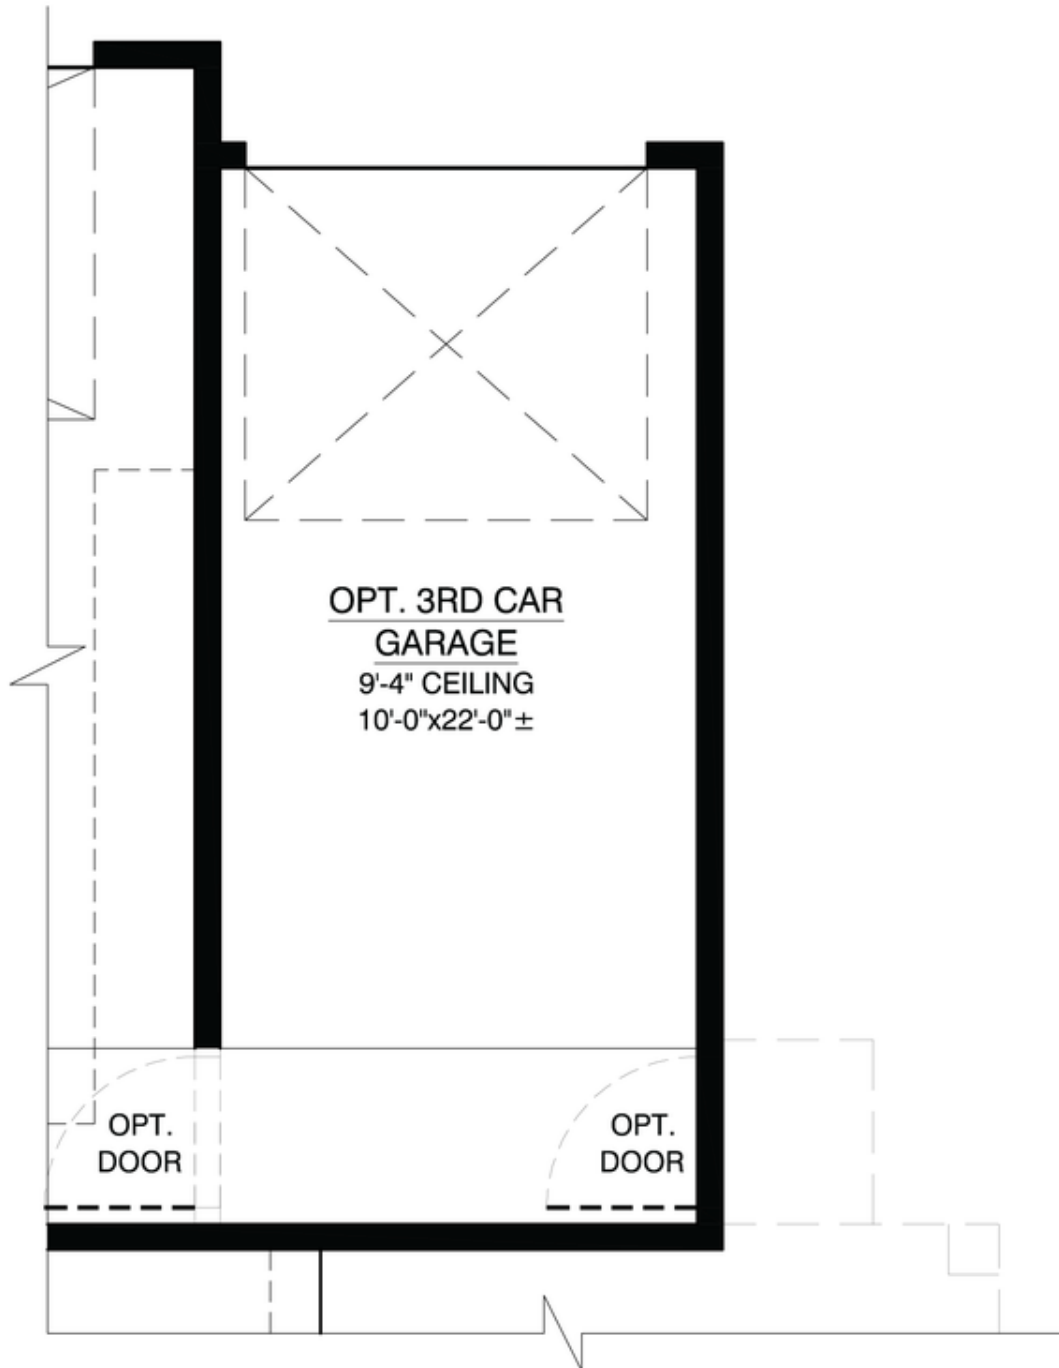 OPT. 3RD CAR
GARAGE
9'-4" CEILING
10'-0"x22'-0"±
OPT.
DOOR
OPT.
DOOR